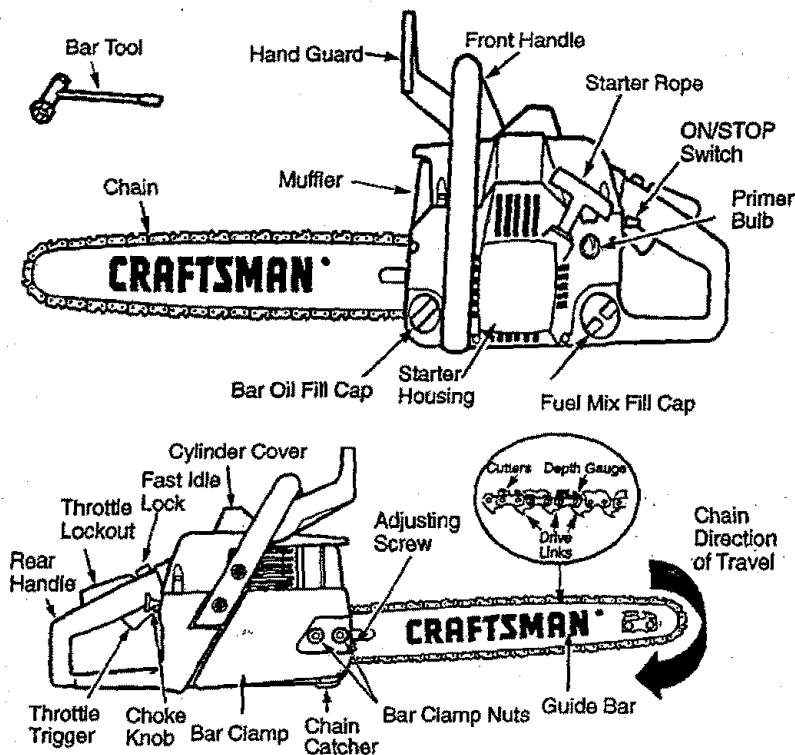 Bar Tool
Hand Guard
Front Handle
Starter Rope
ON/STOP
Switch
Primer
Bulb
Chain
Muffler
CRAFTSMAN
Bar Oil Fill Cap
Starter
Housing
Fuel Mix Fill Cap
Cylinder Cover
Fast Idle
Lock
Throttle
Lockout
Rear
Handle
Adjusting
Screw
Cutters
Depth Gauge
Drive
Links
Chain
Direction
of Travel
CRAFTSMAN
Throttle
Trigger
Choke
Knob
Bar Clamp
Chain
Catcher
Bar Clamp Nuts
Guide Bar